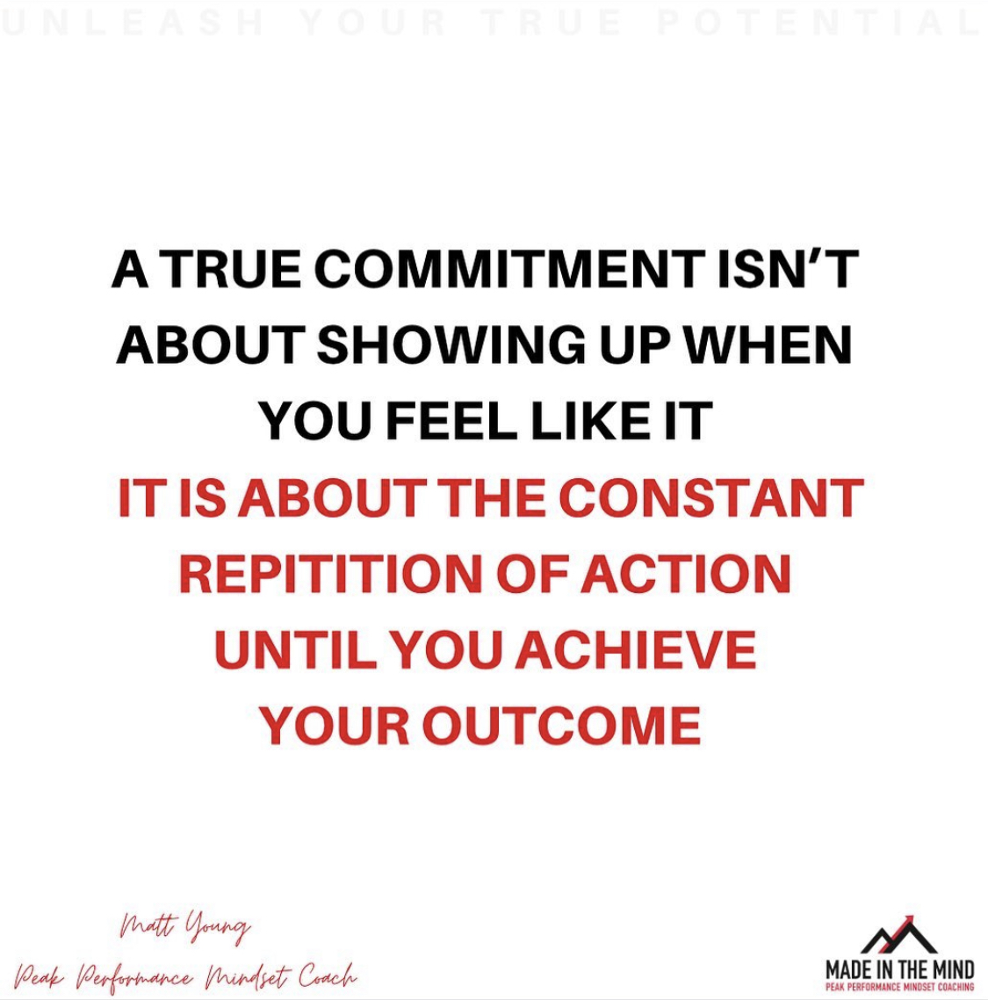 UNLEASH YOUR TRUE POTENTIAL
A TRUE COMMITMENT ISN'T
ABOUT SHOWING UP WHEN
YOU FEEL LIKE IT
IT IS ABOUT THE CONSTANT
REPITITION OF ACTION
UNTIL YOU ACHIEVE
YOUR OUTCOME
Matt Young
Peak Performance Mindset Coach
MADE IN THE MIND
PEAK PERFORMANCE MINDSET COACHING